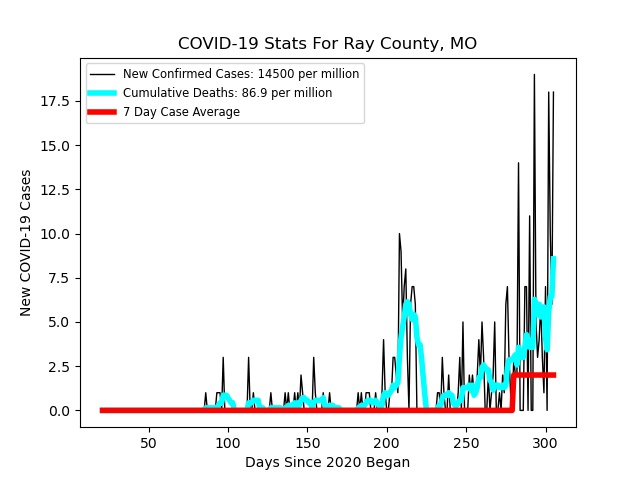 COVID-19 Stats For Ray County, MO
New Confirmed Cases: 14500 per million
Cumulative Deaths: 86.9 per million
7 Day Case Average
New COVID-19 Cases
17.5
15.0
12.5
10.0
7.5
5.0
2.5
0.0
50 100 150 200 250 300
Days Since 2020 Began